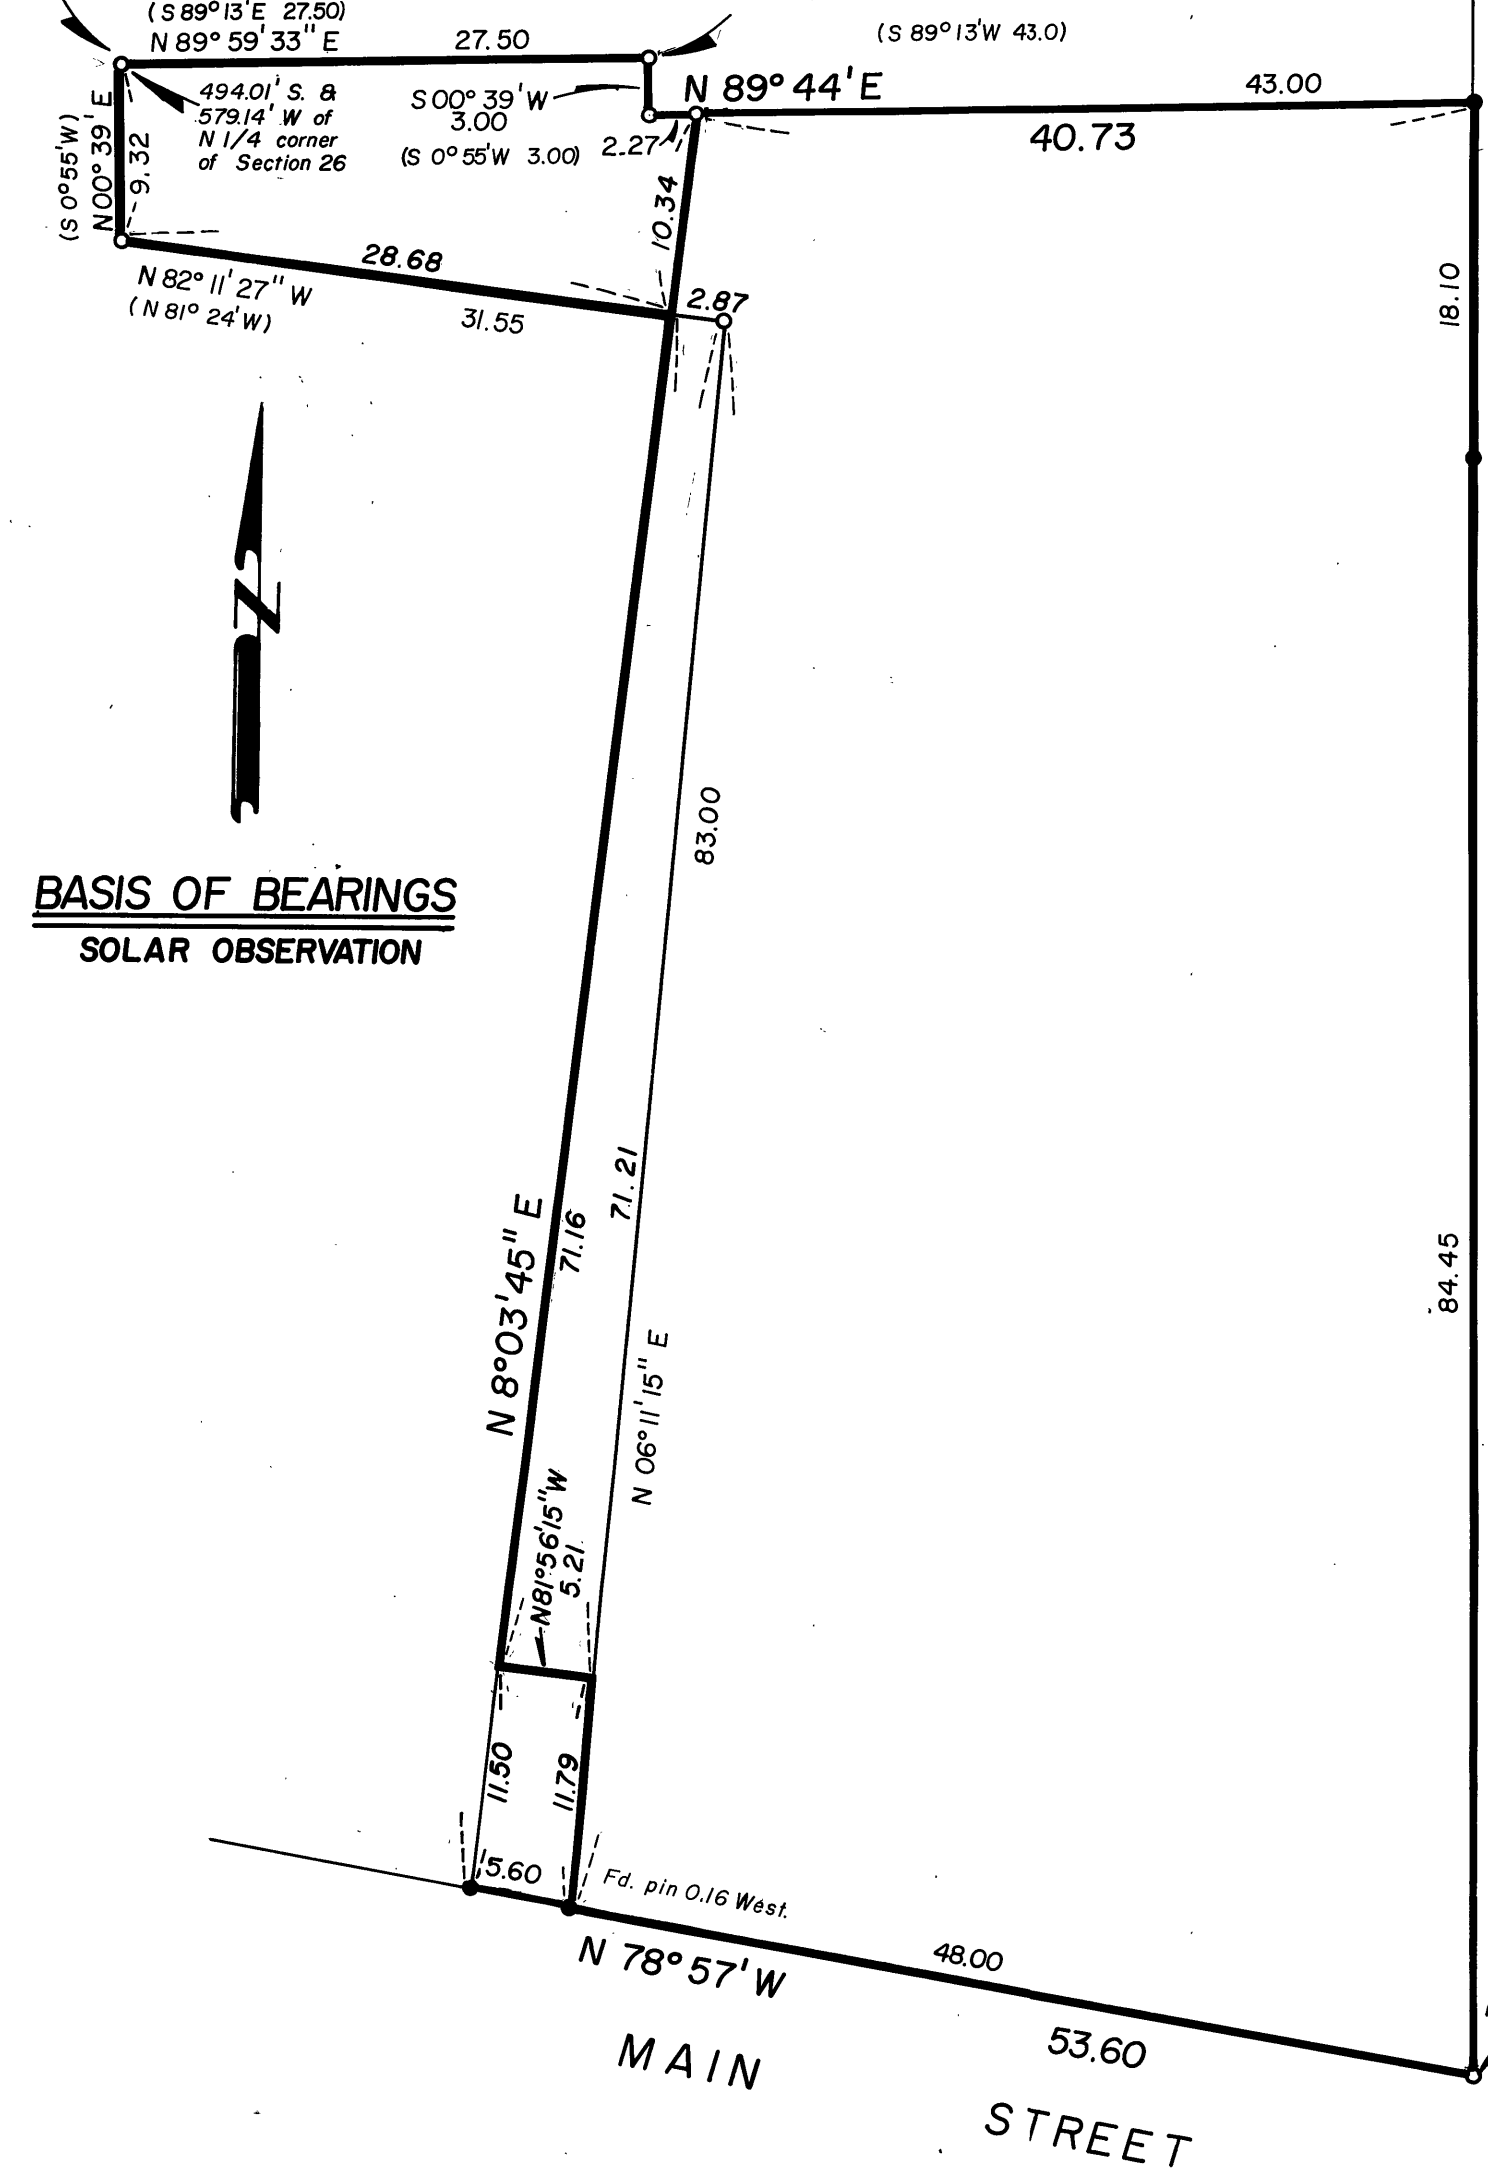 (S 89° 13'E 27.50)
N 89° 59'33" E
27.50
(S 89° 13'W 43.0)
494.01' S. &
579.14' W of
N 1/4 corner
of Section 26
S 00° 39' W
3.00
(S 0° 55'W 3.00)
N 89° 44' E
43.00
2.27
40.73
(S 0° 55'W)
N 00° 39' E
9.32
10.34
28.68
N 82° 11' 27" W
(N 81° 24' W)
31.55
2.87
18.10
N
BASIS OF BEARINGS
SOLAR OBSERVATION
83.00
71.21
N 8° 03' 45" E
71.16
84.45
N 06° 11' 15" E
N81°56'15"W
5.21
11.50
11.79
5.60
Fd. pin 0.16 West.
N 78° 57' W
48.00
53.60
MAIN
STREET